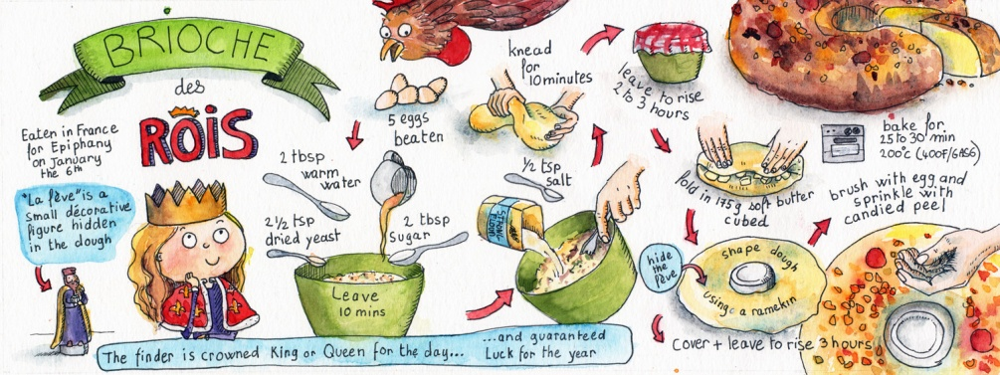 BRIOCHE
des
ROIS
Eaten in France
for Epiphany
on January
the 6th
"La fève" is a
small décorative
figure hidden
in the dough
5 eggs
beaten
2 tbsp
warm
water
2 1/2 tsp
dried yeast
2 tbsp
Sugar
Leave
10 mins
1/2 tsp
salt
knead
for
10 minutes
leave to rise
2 to 3 hours
fold in 175g soft butter
cubed
hide
the
fève
shape dough
using a ramekin
Cover + leave to rise 3 hours
brush with egg and
sprinkle with
candied peel
bake for
25 to 30 min
200°c (400F/GAS6)
The finder is crowned King or Queen for the day...
...and guaranteed
Luck for the year